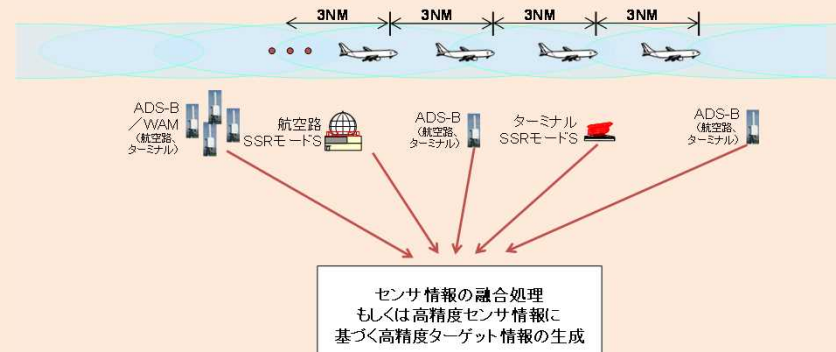 3NM
3NM
3NM
3NM
ADS-B
／WAM
（航空路、
ターミナル）
航空路
SSRモードS
ADS-B
（航空路、
ターミナル）
ターミナル
SSRモードS
ADS-B
（航空路、
ターミナル）
センサ情報の融合処理
もしくは高精度センサ情報に
基づく高精度ターゲット情報の生成